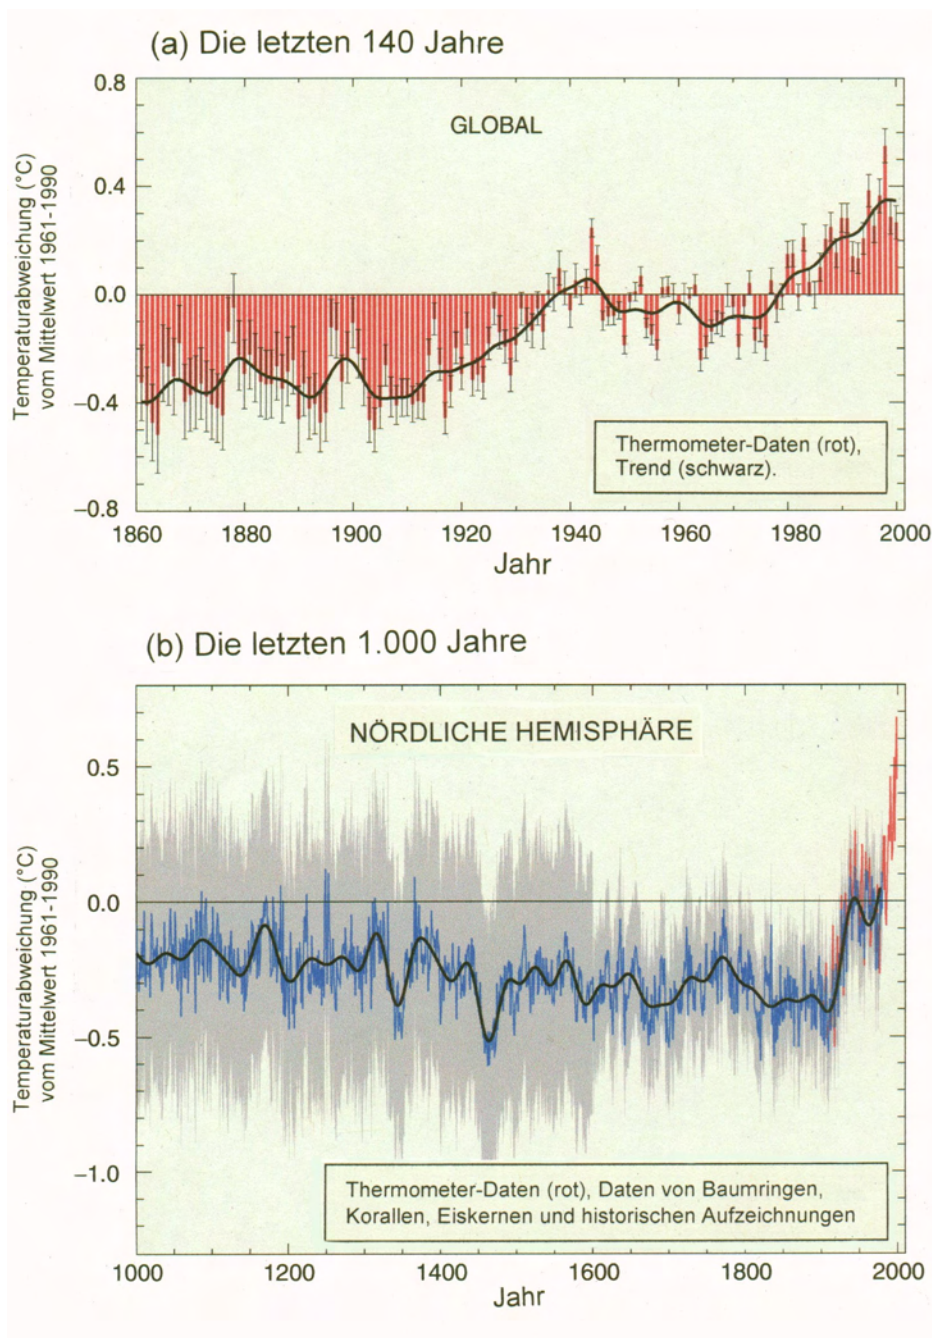 (a) Die letzten 140 Jahre
GLOBAL
Temperaturabweichung (°C)
vom Mittelwert 1961-1990
0.8
0.4
0.0
−0.4
−0.8
Thermometer-Daten (rot),
Trend (schwarz).
1860 1880 1900 1920 1940 1960 1980 2000
Jahr
(b) Die letzten 1.000 Jahre
NÖRDLICHE HEMISPHÄRE
Temperaturabweichung (°C)
vom Mittelwert 1961-1990
0.5
0.0
−0.5
−1.0
Thermometer-Daten (rot), Daten von Baumringen,
Korallen, Eiskernen und historischen Aufzeichnungen
1000 1200 1400 1600 1800 2000
Jahr